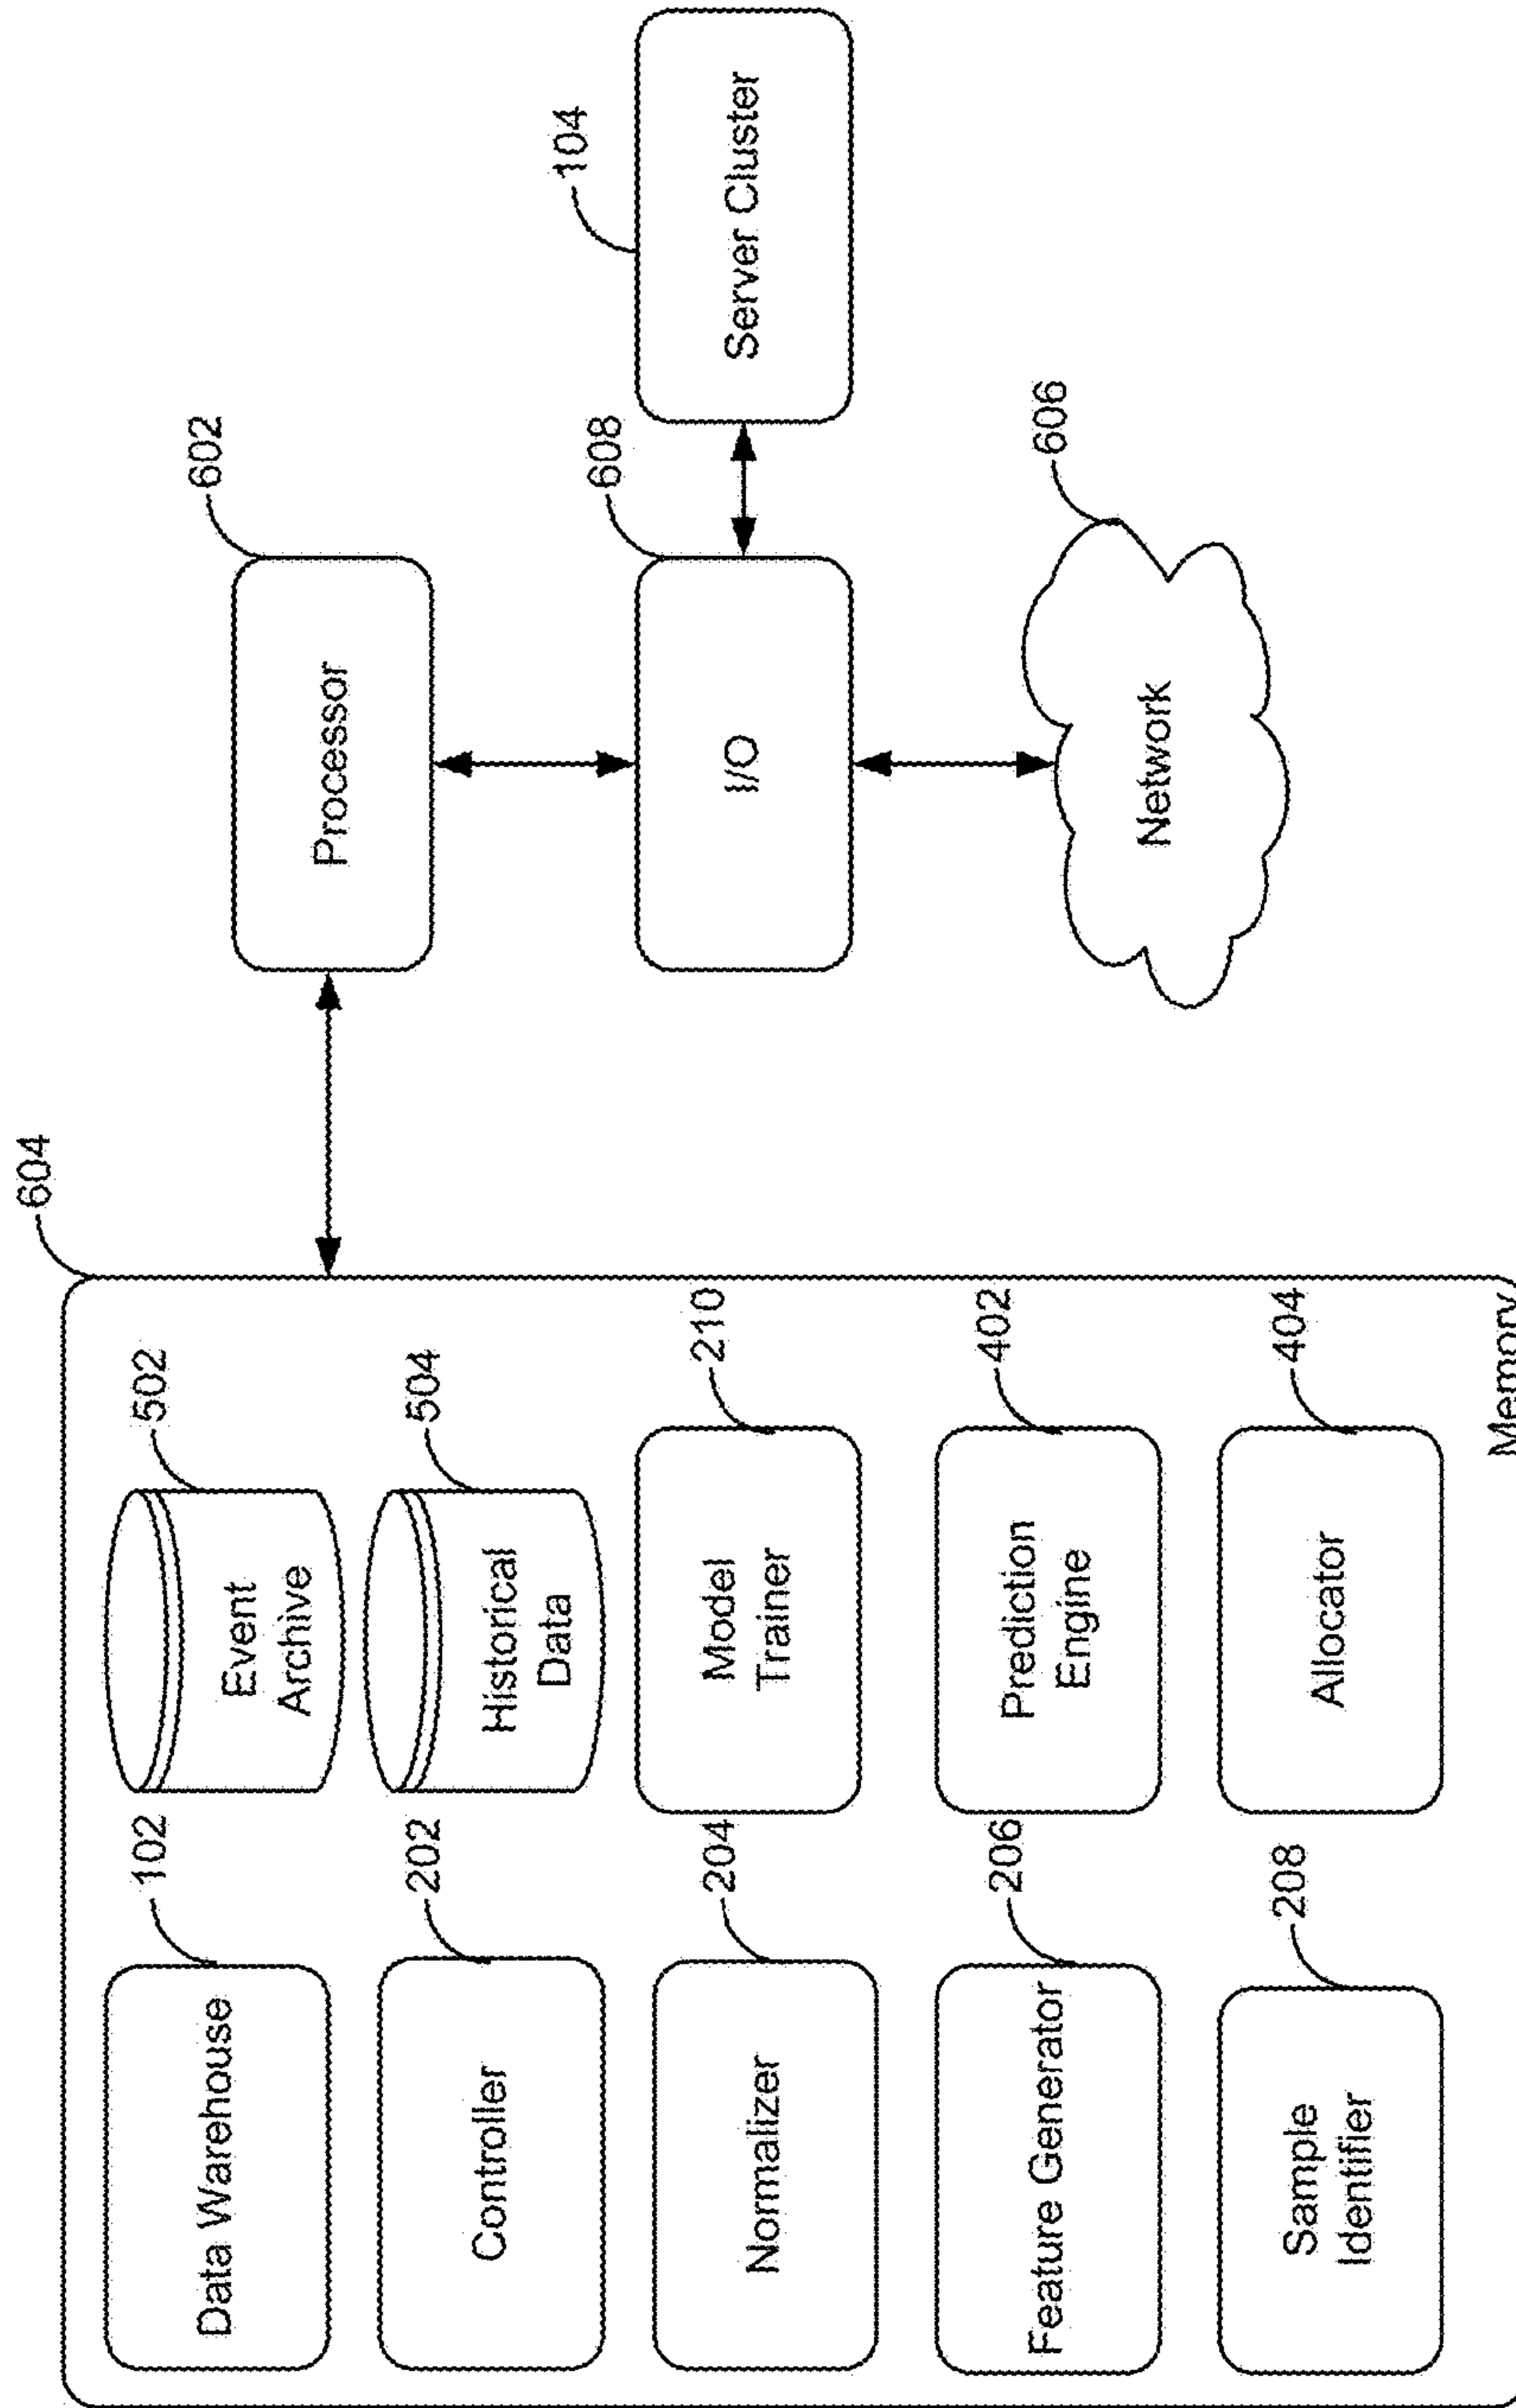 604
102
502
602
Data Warehouse
Event
Archive
Processor
202
504
Controller
Historical
Data
104
204
210
608
Normalizer
Model
Trainer
I/O
Server Cluster
206
402
606
Feature Generator
Prediction
Engine
Network
208
404
Sample
Identifier
Allocator
Memory